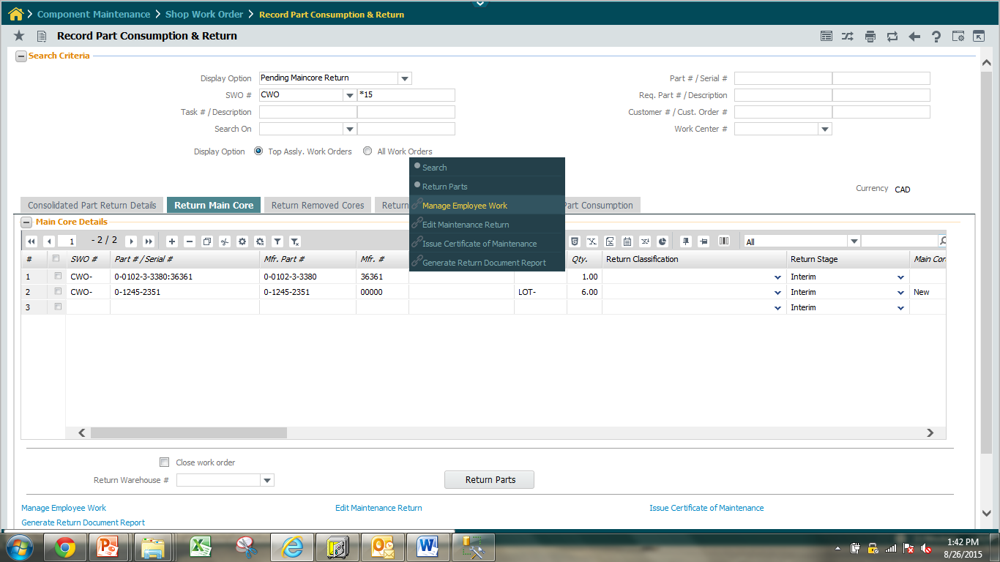 Component Maintenance > Shop Work Order > Record Part Consumption & Return
Record Part Consumption & Return
Search Criteria
Display Option Pending Maincore Return Part # / Serial #
SWO # CWO *15 Req. Part # / Description
Task # / Description Customer # / Cust. Order #
Search On Work Center #
Display Option Top Assly. Work Orders All Work Orders
Search
Return Parts
Manage Employee Work
Edit Maintenance Return
Issue Certificate of Maintenance
Generate Return Document Report
Currency CAD
Consolidated Part Return Details Return Main Core Return Removed Cores Return Part Consumption
Main Core Details
1 - 2 / 2 All
# SWO # Part # / Serial # Mfr. Part # Mfr. # Qty. Return Classification Return Stage Main Cor
1 CWO- 0-0102-3-3380:36361 0-0102-3-3380 36361 1.00 Interim
2 CWO- 0-1245-2351 0-1245-2351 00000 LOT- 6.00 Interim New
3 Interim
Close work order
Return Warehouse # Return Parts
Manage Employee Work Edit Maintenance Return Issue Certificate of Maintenance
Generate Return Document Report
1:42 PM
8/26/2015